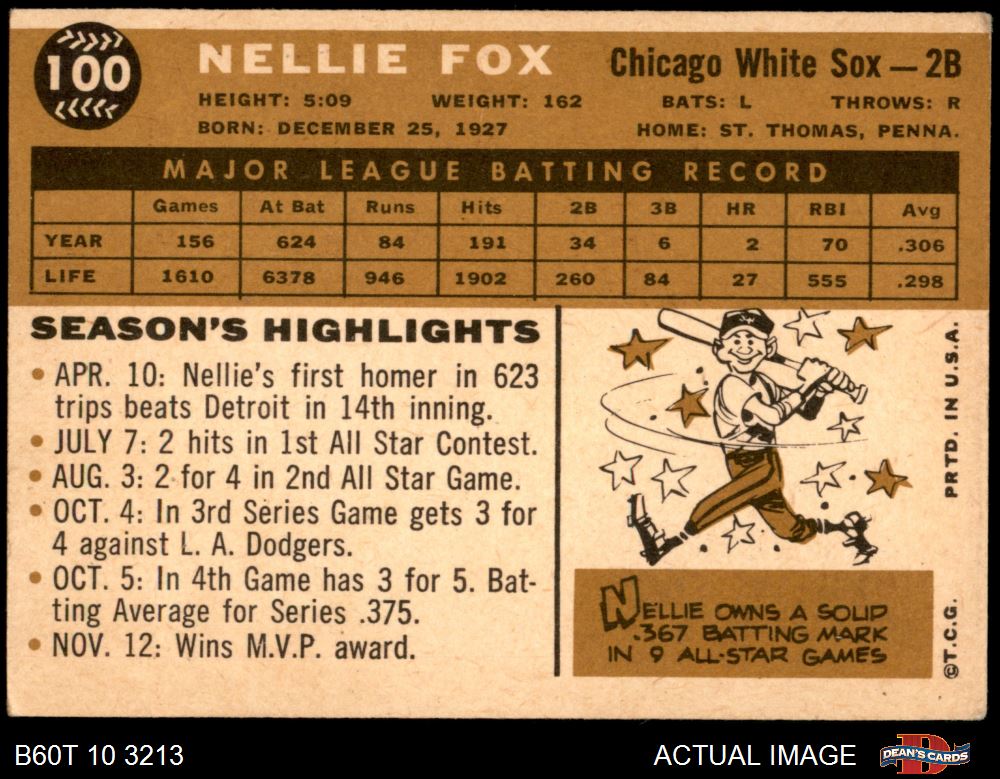 100
NELLIE FOX
Chicago White Sox — 2B
HEIGHT: 5:09 WEIGHT: 162 BATS: L THROWS: R
BORN: DECEMBER 25, 1927 HOME: ST. THOMAS, PENNA.
MAJOR LEAGUE BATTING RECORD
Games At Bat Runs Hits 2B 3B HR RBI Avg
YEAR 156 624 84 191 34 6 2 70 .306
LIFE 1610 6378 946 1902 260 84 27 555 .298
SEASON'S HIGHLIGHTS
• APR. 10: Nellie's first homer in 623
trips beats Detroit in 14th inning.
• JULY 7: 2 hits in 1st All Star Contest.
• AUG. 3: 2 for 4 in 2nd All Star Game.
• OCT. 4: In 3rd Series Game gets 3 for
4 against L. A. Dodgers.
• OCT. 5: In 4th Game has 3 for 5. Bat-
ting Average for Series .375.
• NOV. 12: Wins M.V.P. award.
NELLIE OWNS A SOLID
.367 BATTING MARK
IN 9 ALL-STAR GAMES
©T.C.G. PRTD. IN U.S.A.
B60T 10 3213
ACTUAL IMAGE
DEAN'S CARDS